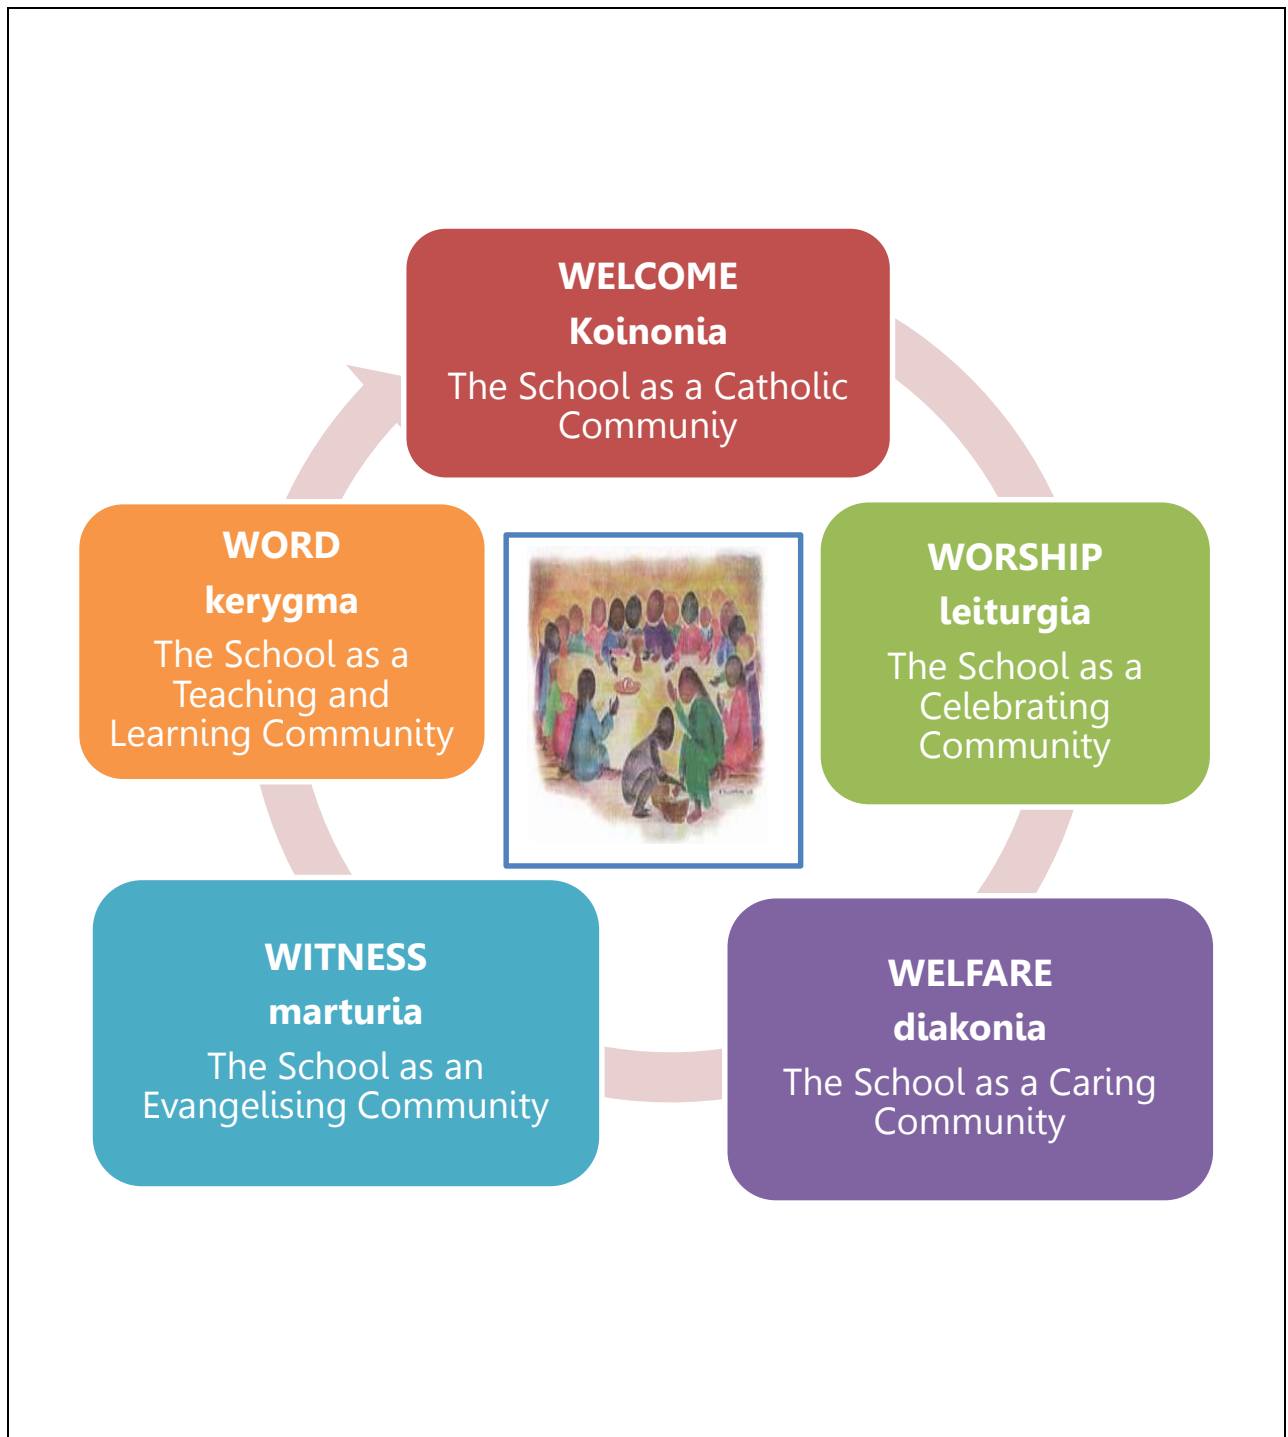 WELCOME
Koinonia
The School as a Catholic
Communiy
WORSHIP
leiturgia
The School as a
Celebrating
Community
WELFARE
diakonia
The School as a Caring
Community
WITNESS
marturia
The School as an
Evangelising Community
WORD
kerygma
The School as a
Teaching and
Learning Community